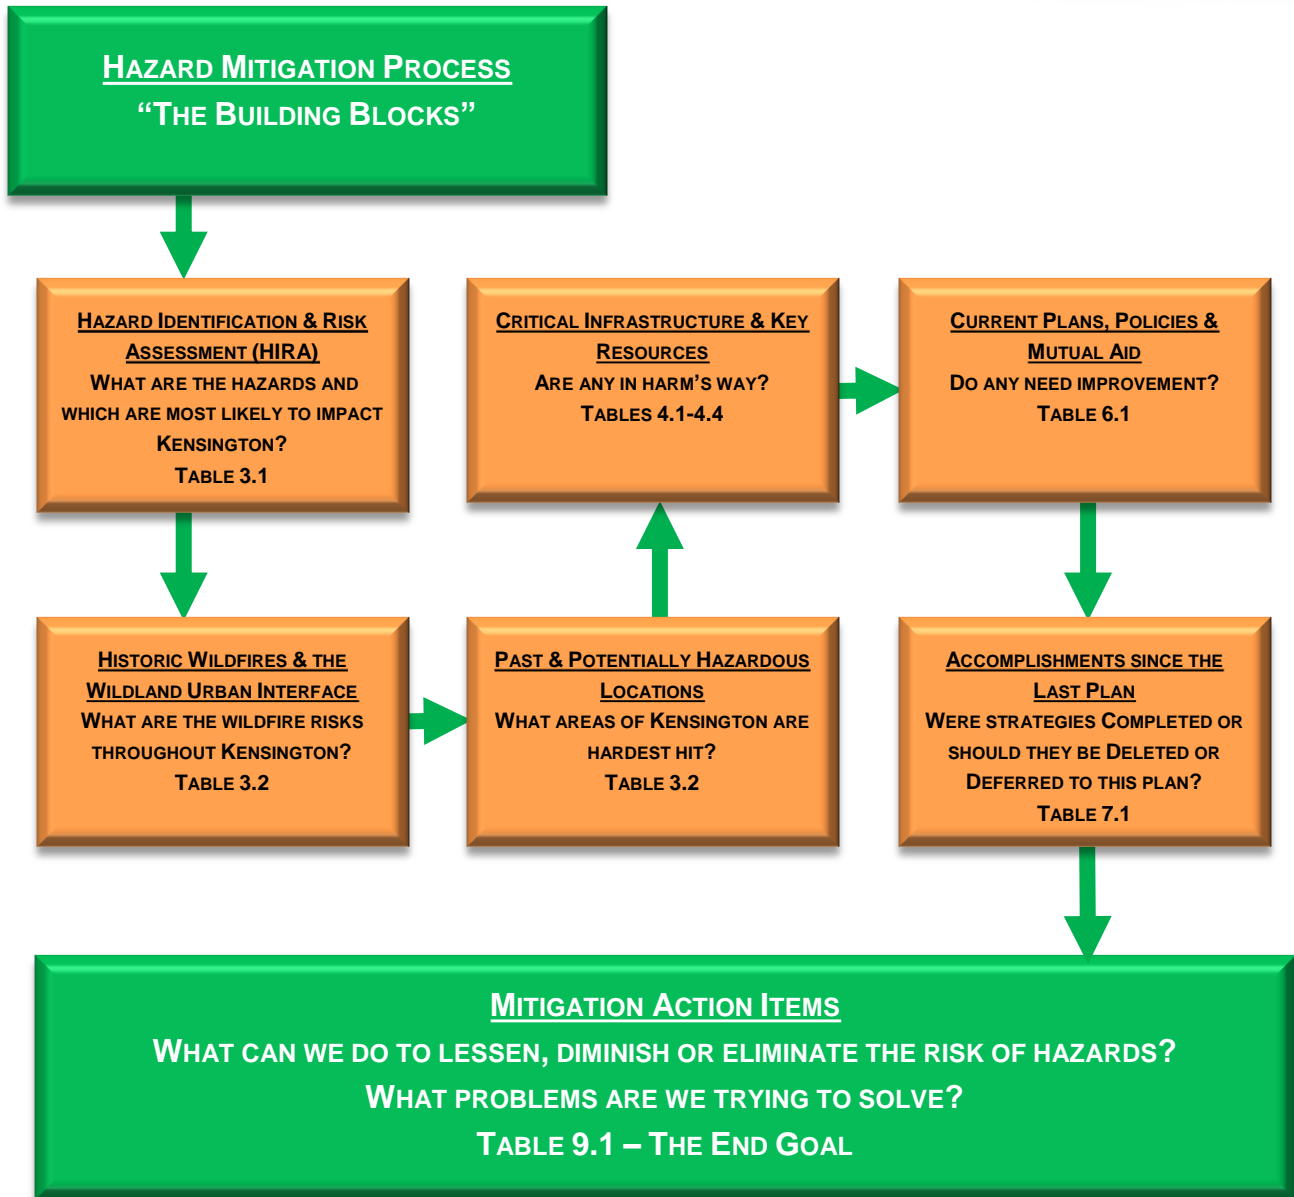 HAZARD MITIGATION PROCESS
“THE BUILDING BLOCKS”
HAZARD IDENTIFICATION & RISK
ASSESSMENT (HIRA)
WHAT ARE THE HAZARDS AND
WHICH ARE MOST LIKELY TO IMPACT
KENSINGTON?
TABLE 3.1
HISTORIC WILDFIRES & THE
WILDLAND URBAN INTERFACE
WHAT ARE THE WILDFIRE RISKS
THROUGHOUT KENSINGTON?
TABLE 3.2
PAST & POTENTIALLY HAZARDOUS
LOCATIONS
WHAT AREAS OF KENSINGTON ARE
HARDEST HIT?
TABLE 3.2
CRITICAL INFRASTRUCTURE & KEY
RESOURCES
ARE ANY IN HARM’S WAY?
TABLES 4.1-4.4
CURRENT PLANS, POLICIES &
MUTUAL AID
DO ANY NEED IMPROVEMENT?
TABLE 6.1
ACCOMPLISHMENTS SINCE THE
LAST PLAN
WERE STRATEGIES COMPLETED OR
SHOULD THEY BE DELETED OR
DEFERRED TO THIS PLAN?
TABLE 7.1
MITIGATION ACTION ITEMS
WHAT CAN WE DO TO LESSEN, DIMINISH OR ELIMINATE THE RISK OF HAZARDS?
WHAT PROBLEMS ARE WE TRYING TO SOLVE?
TABLE 9.1 – THE END GOAL